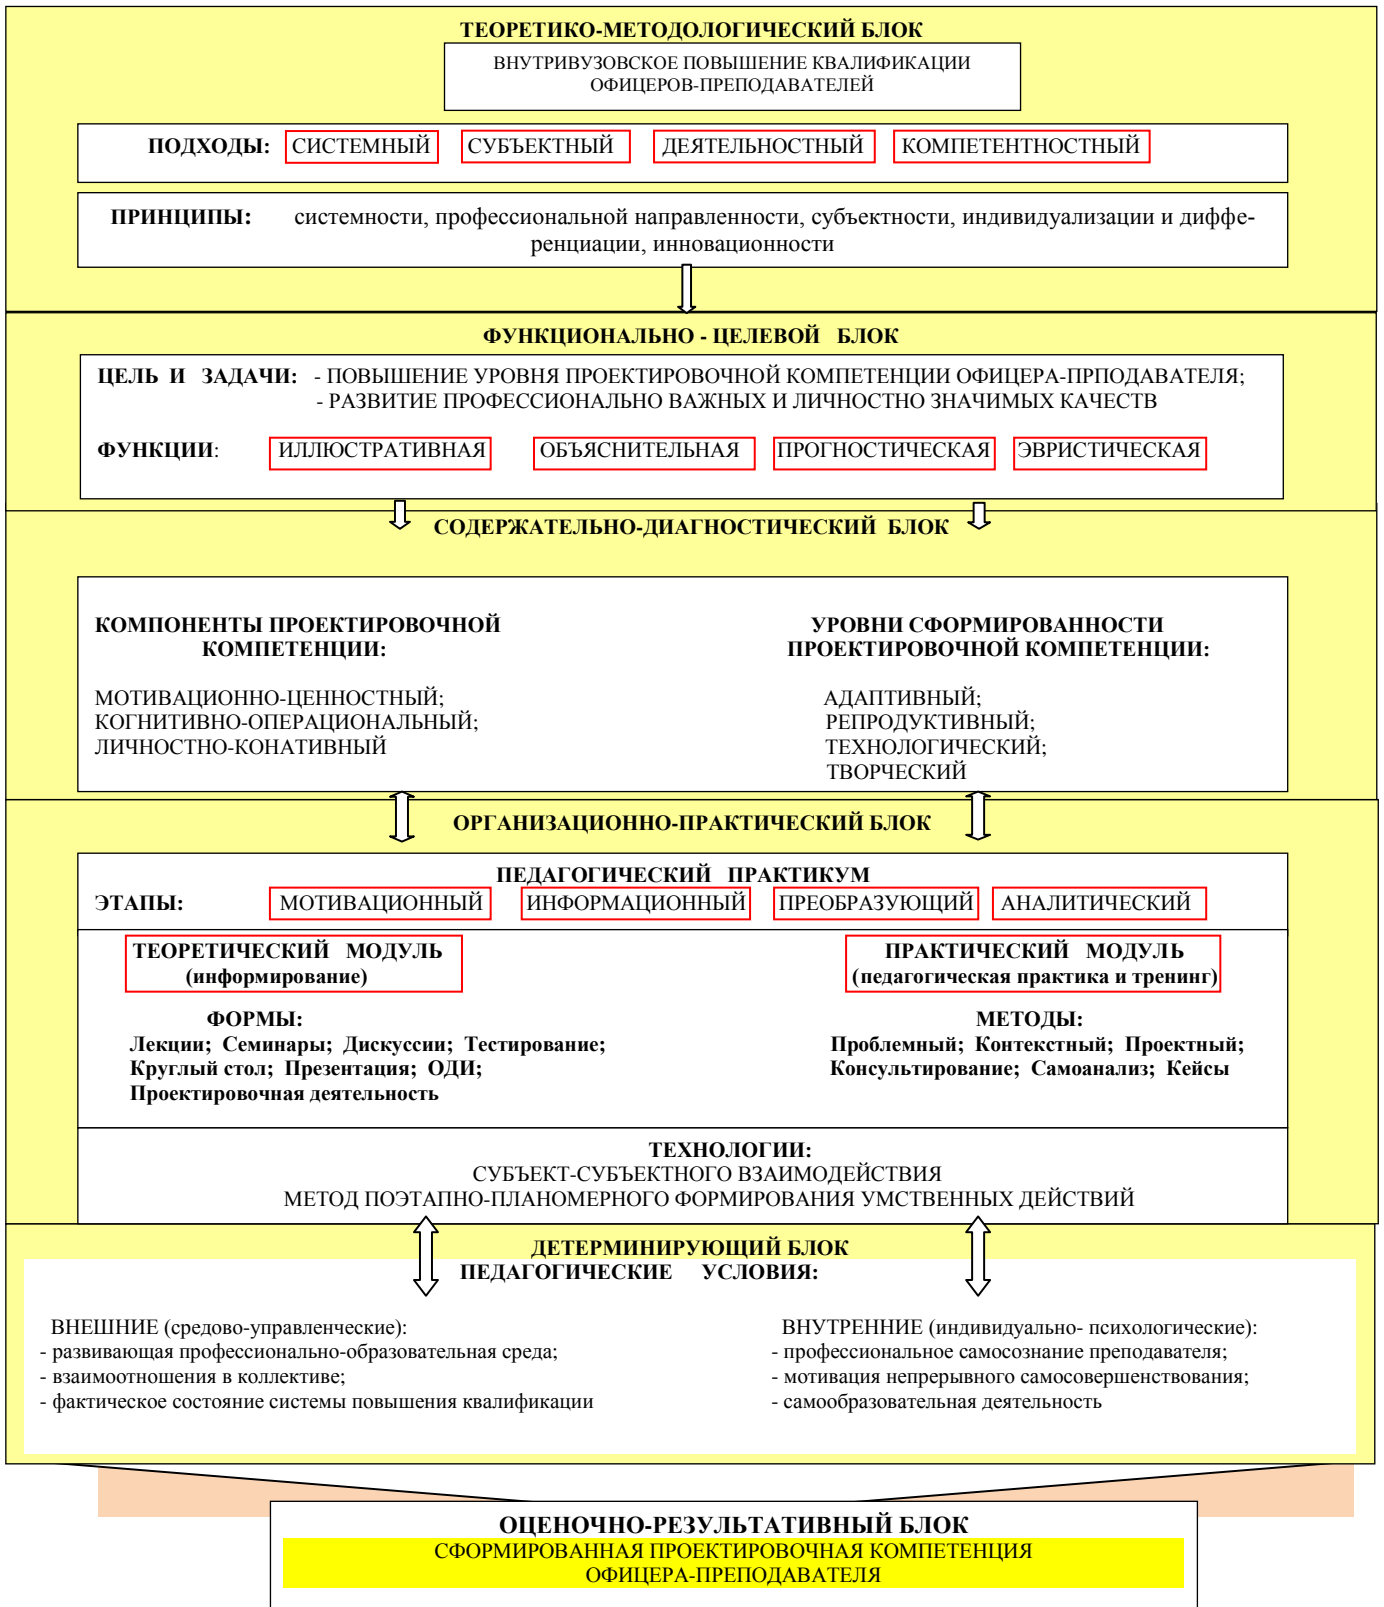 ТЕОРЕТИКО-МЕТОДОЛОГИЧЕСКИЙ БЛОК
ВНУТРИВУЗОВСКОЕ ПОВЫШЕНИЕ КВАЛИФИКАЦИИ
ОФИЦЕРОВ-ПРЕПОДАВАТЕЛЕЙ
ПОДХОДЫ: СИСТЕМНЫЙ СУБЪЕКТНЫЙ ДЕЯТЕЛЬНОСТНЫЙ КОМПЕТЕНТНОСТНЫЙ
ПРИНЦИПЫ: системности, профессиональной направленности, субъектности, индивидуализации и диффе-
ренциации, инновационности
ФУНКЦИОНАЛЬНО - ЦЕЛЕВОЙ БЛОК
ЦЕЛЬ И ЗАДАЧИ: - ПОВЫШЕНИЕ УРОВНЯ ПРОЕКТИРОВОЧНОЙ КОМПЕТЕНЦИИ ОФИЦЕРА-ПРПОДАВАТЕЛЯ;
- РАЗВИТИЕ ПРОФЕССИОНАЛЬНО ВАЖНЫХ И ЛИЧНОСТНО ЗНАЧИМЫХ КАЧЕСТВ
ФУНКЦИИ: ИЛЛЮСТРАТИВНАЯ ОБЪЯСНИТЕЛЬНАЯ ПРОГНОСТИЧЕСКАЯ ЭВРИСТИЧЕСКАЯ
СОДЕРЖАТЕЛЬНО-ДИАГНОСТИЧЕСКИЙ БЛОК
КОМПОНЕНТЫ ПРОЕКТИРОВОЧНОЙ
КОМПЕТЕНЦИИ:
МОТИВАЦИОННО-ЦЕННОСТНЫЙ;
КОГНИТИВНО-ОПЕРАЦИОНАЛЬНЫЙ;
ЛИЧНОСТНО-КОНАТИВНЫЙ
УРОВНИ СФОРМИРОВАННОСТИ
ПРОЕКТИРОВОЧНОЙ КОМПЕТЕНЦИИ:
АДАПТИВНЫЙ;
РЕПРОДУКТИВНЫЙ;
ТЕХНОЛОГИЧЕСКИЙ;
ТВОРЧЕСКИЙ
ОРГАНИЗАЦИОННО-ПРАКТИЧЕСКИЙ БЛОК
ПЕДАГОГИЧЕСКИЙ ПРАКТИКУМ
ЭТАПЫ: МОТИВАЦИОННЫЙ ИНФОРМАЦИОННЫЙ ПРЕОБРАЗУЮЩИЙ АНАЛИТИЧЕСКИЙ
ТЕОРЕТИЧЕСКИЙ МОДУЛЬ
(информирование)
ФОРМЫ:
Лекции; Семинары; Дискуссии; Тестирование;
Круглый стол; Презентация; ОДИ;
Проектировочная деятельность
ПРАКТИЧЕСКИЙ МОДУЛЬ
(педагогическая практика и тренинг)
МЕТОДЫ:
Проблемный; Контекстный; Проектный;
Консультирование; Самоанализ; Кейсы
ТЕХНОЛОГИИ:
СУБЪЕКТ-СУБЪЕКТНОГО ВЗАИМОДЕЙСТВИЯ
МЕТОД ПОЭТАПНО-ПЛАНОМЕРНОГО ФОРМИРОВАНИЯ УМСТВЕННЫХ ДЕЙСТВИЙ
ДЕТЕРМИНИРУЮЩИЙ БЛОК
ПЕДАГОГИЧЕСКИЕ УСЛОВИЯ:
ВНЕШНИЕ (средово-управленческие):
- развивающая профессионально-образовательная среда;
- взаимоотношения в коллективе;
- фактическое состояние системы повышения квалификации
ВНУТРЕННИЕ (индивидуально- психологические):
- профессиональное самосознание преподавателя;
- мотивация непрерывного самосовершенствования;
- самообразовательная деятельность
ОЦЕНОЧНО-РЕЗУЛЬТАТИВНЫЙ БЛОК
СФОРМИРОВАННАЯ ПРОЕКТИРОВОЧНАЯ КОМПЕТЕНЦИЯ
ОФИЦЕРА-ПРЕПОДАВАТЕЛЯ